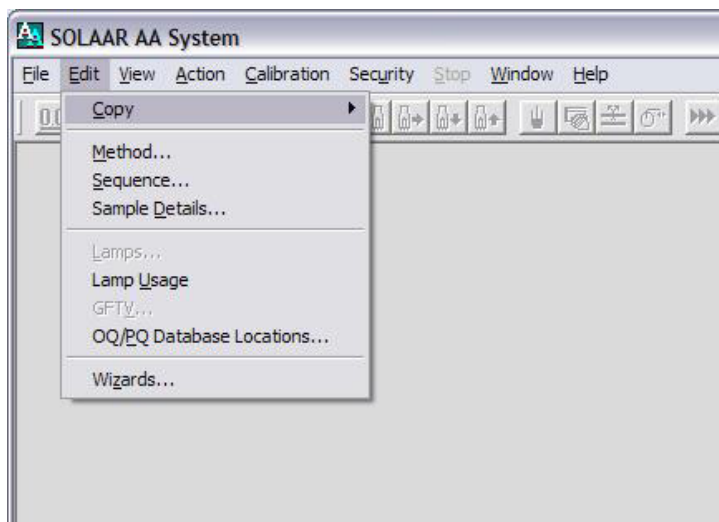 SOLAAR AA System
File Edit View Action Calibration Security Stop Window Help
Copy
Method...
Sequence...
Sample Details...
Lamps...
Lamp Usage
GFTV...
OQ/PQ Database Locations...
Wizards...